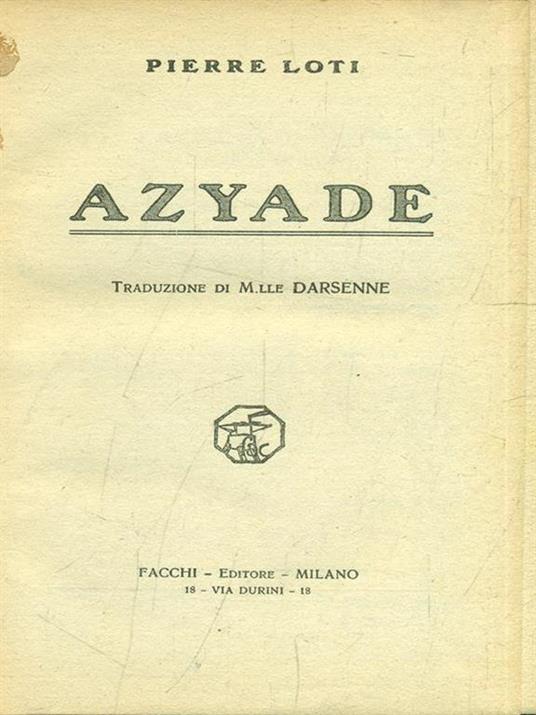 PIERRE LOTI
AZYADE
TRADUZIONE DI M.LLE DARSENNE
FACCHI - EDITORE - MILANO
18 - VIA DURINI - 18